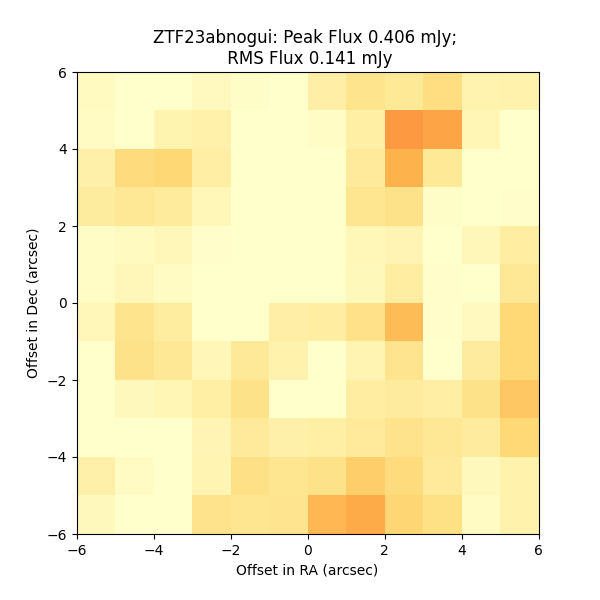 ZTF23abnogui: Peak Flux 0.406 mJy;
RMS Flux 0.141 mJy
6
4
2
0
−2
−4
−6
Offset in Dec (arcsec)
−6 −4 −2 0 2 4 6
Offset in RA (arcsec)